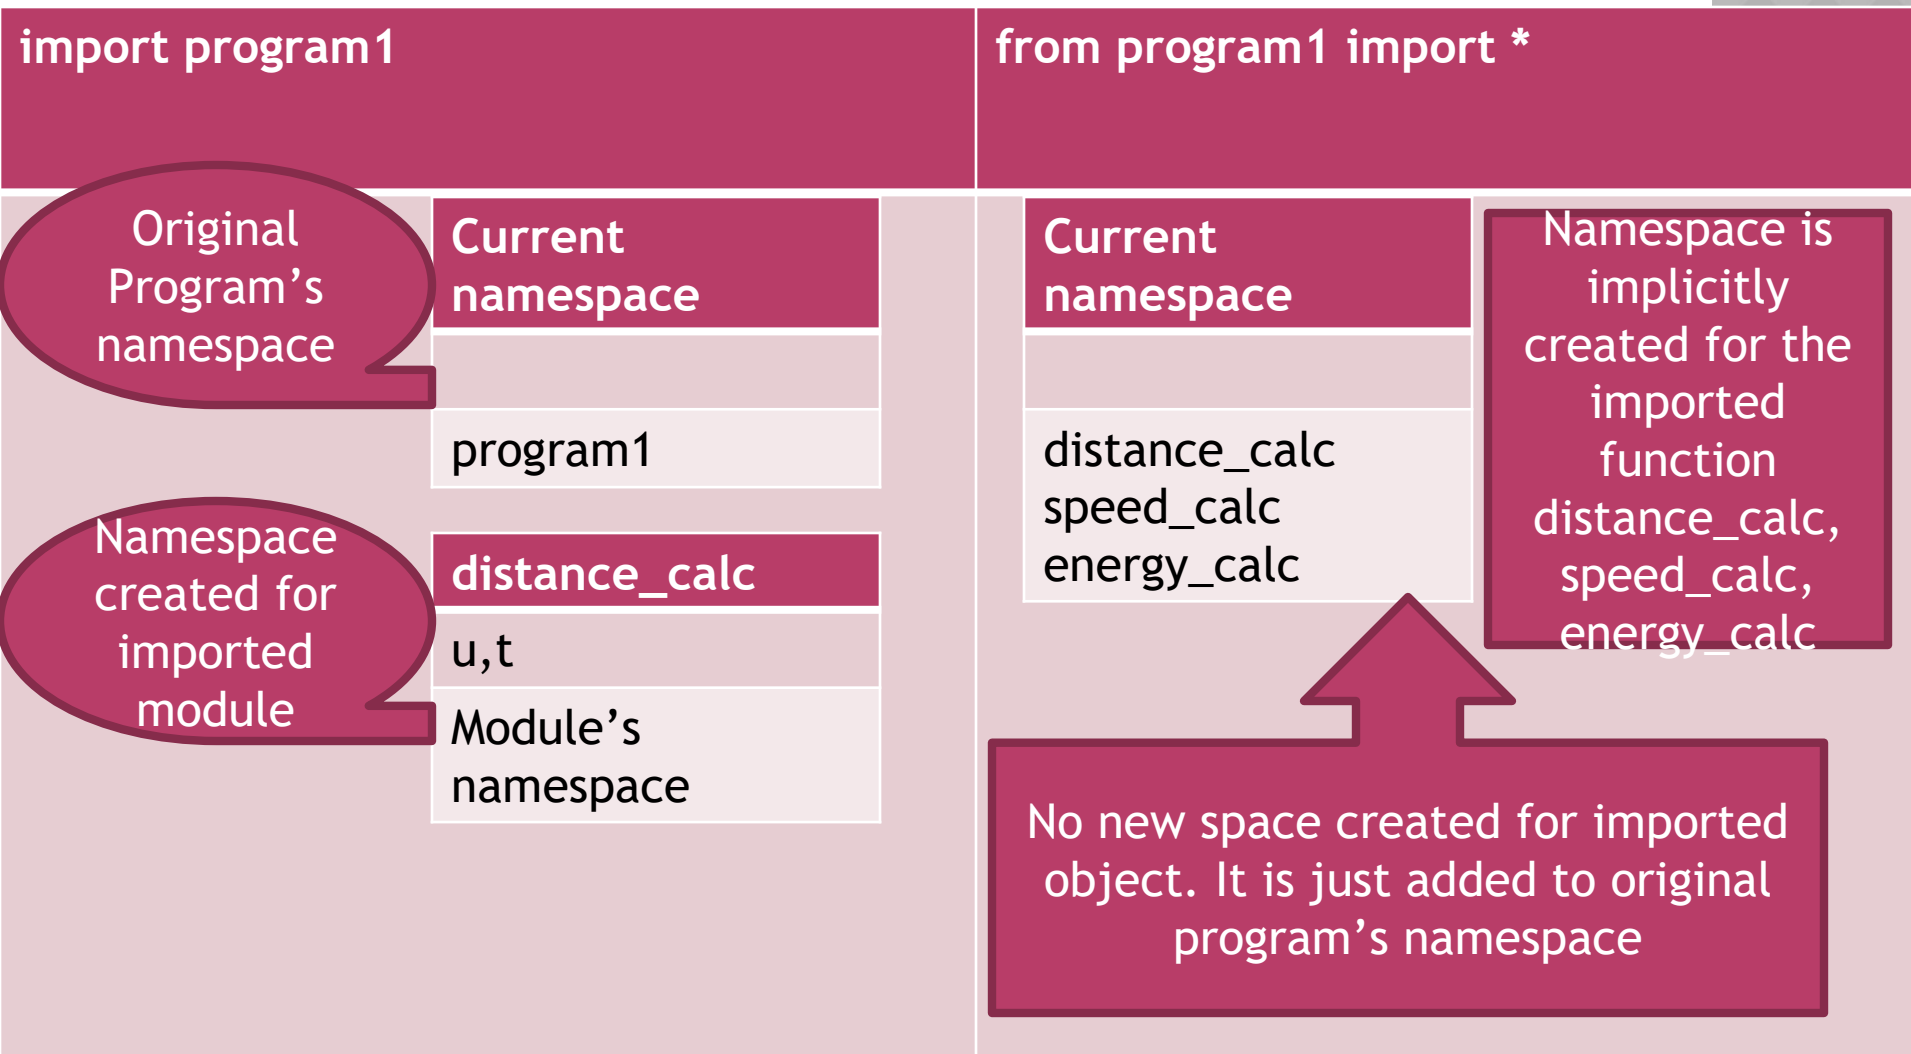 import program1
from program1 import *
Original
Program’s
namespace
Current
namespace
program1
Namespace
created for
imported
module
distance_calc
u,t
Module’s
namespace
Current
namespace
distance_calc
speed_calc
energy_calc
Namespace is
implicitly
created for the
imported
function
distance_calc,
speed_calc,
energy_calc
No new space created for imported
object. It is just added to original
program’s namespace